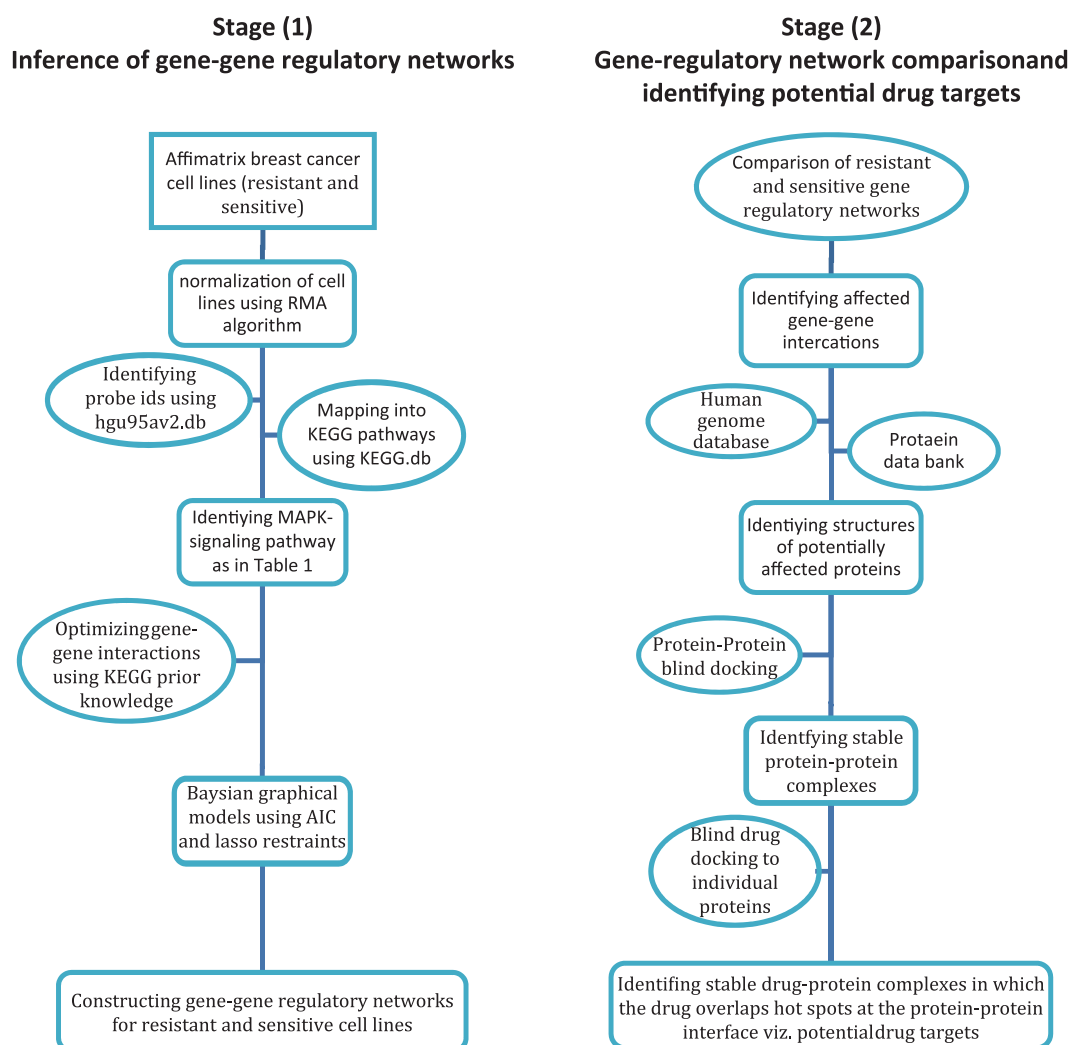 Stage (1)
Inference of gene-gene regulatory networks
Affimatrix breast cancer
cell lines (resistant and
sensitive)
normalization of cell
lines using RMA
algorithm
Identifying
probe ids using
hgu95av2.db
Mapping into
KEGG pathways
using KEGG.db
Identiying MAPK-
signaling pathway
as in Table 1
Optimizing gene-
gene interactions
using KEGG prior
knowledge
Baysian graphical
models using AIC
and lasso restraints
Constructing gene-gene regulatory networks
for resistant and sensitive cell lines
Stage (2)
Gene-regulatory network comparisonand
identifying potential drug targets
Comparison of resistant
and sensitive gene
regulatory networks
Identifying affected
gene-gene
intercations
Human
genome
database
Protaein
data bank
Identiying structures
of potentially
affected proteins
Protein-Protein
blind docking
Identfying stable
protein-protein
complexes
Blind drug
docking to
individual
proteins
Identifing stable drug-protein complexes in which
the drug overlaps hot spots at the protein-protein
interface viz. potential drug targets